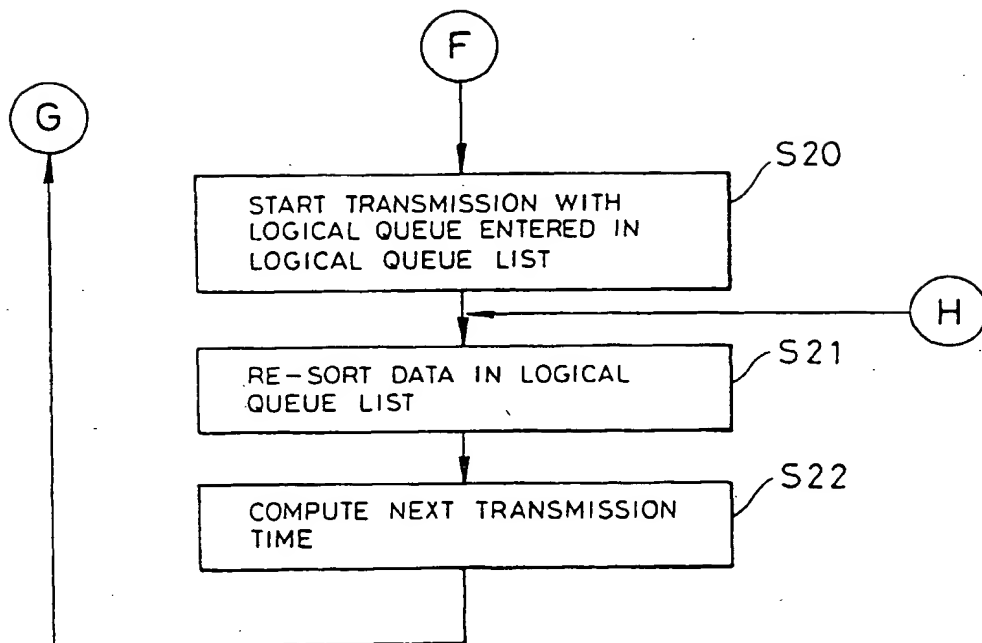 F
G
S20
START TRANSMISSION WITH
LOGICAL QUEUE ENTERED IN
LOGICAL QUEUE LIST
H
S21
RE-SORT DATA IN LOGICAL
QUEUE LIST
S22
COMPUTE NEXT TRANSMISSION
TIME